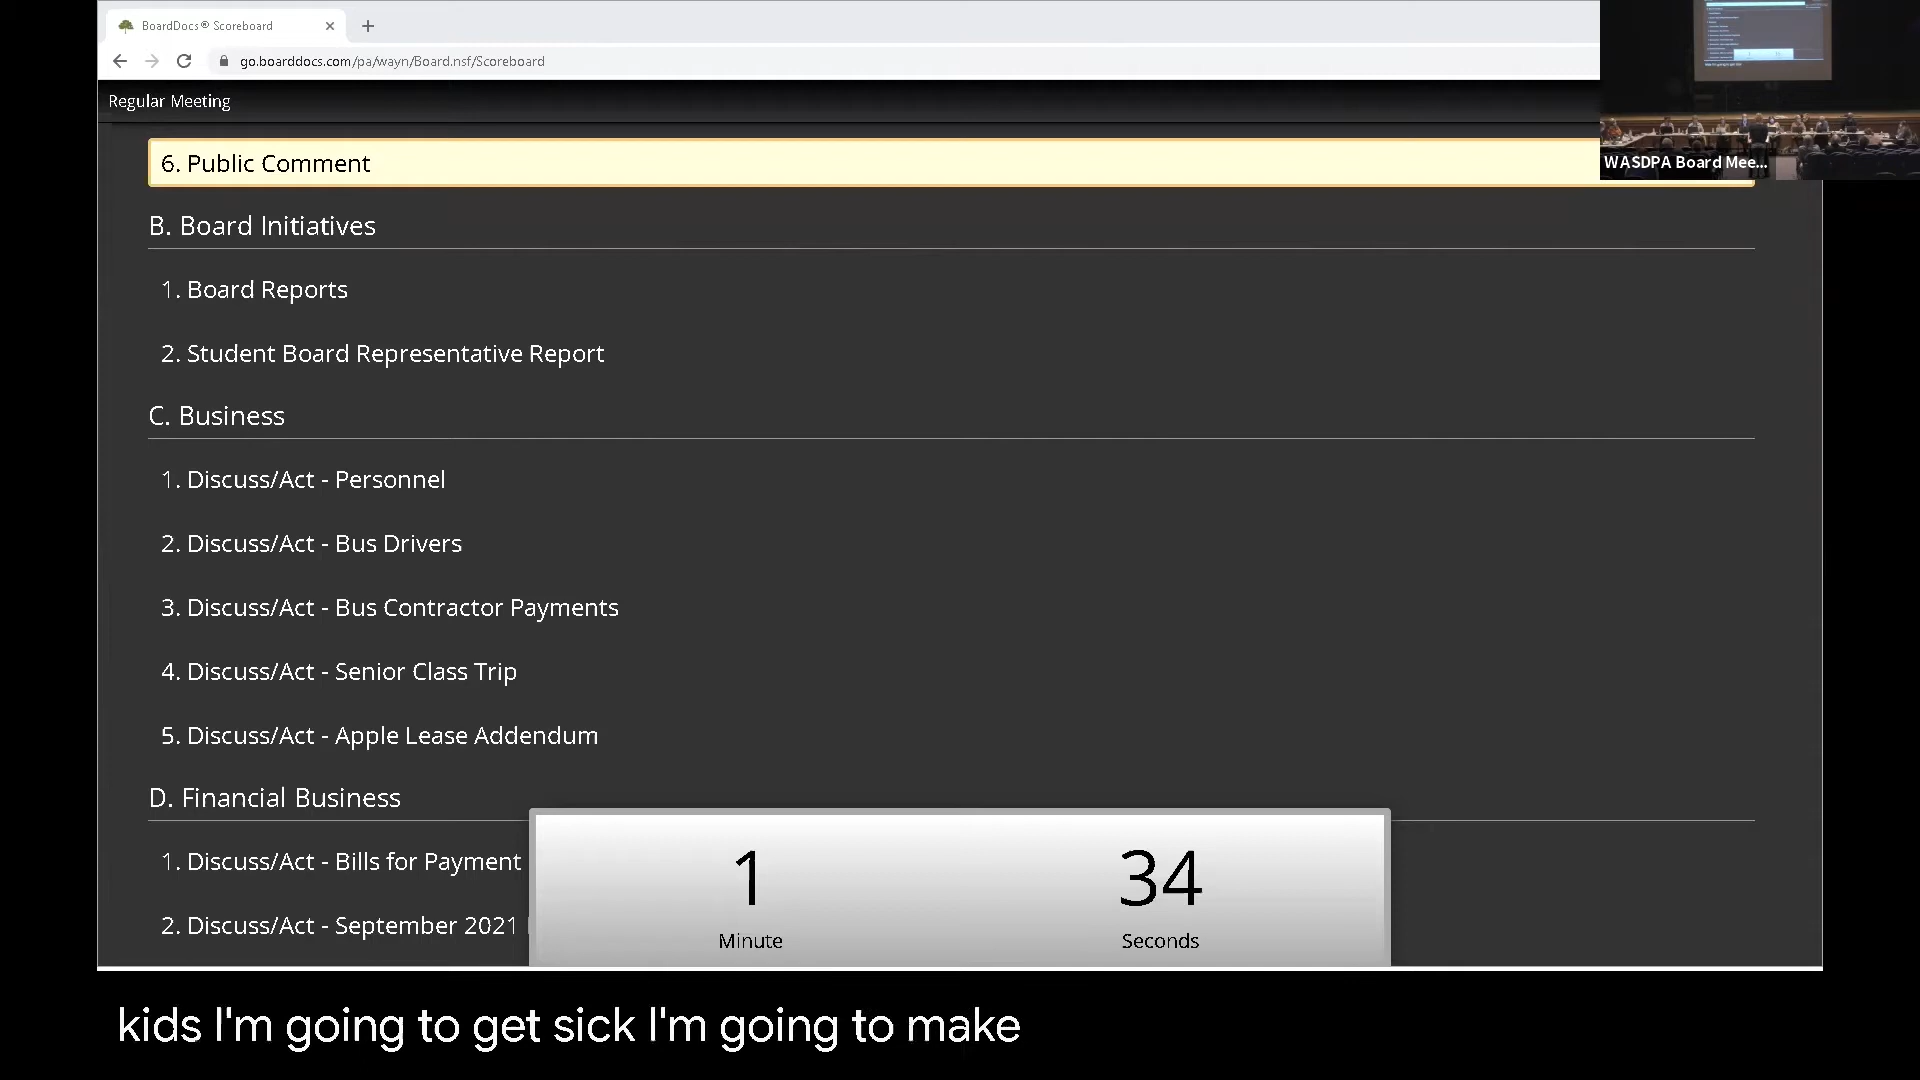 BoardDocs® Scoreboard
go.boarddocs.com/pa/wayn/Board.nsf/Scoreboard
Regular Meeting
WASDPA Board Mee...
6. Public Comment
B. Board Initiatives
1. Board Reports
2. Student Board Representative Report
C. Business
1. Discuss/Act - Personnel
2. Discuss/Act - Bus Drivers
3. Discuss/Act - Bus Contractor Payments
4. Discuss/Act - Senior Class Trip
5. Discuss/Act - Apple Lease Addendum
D. Financial Business
1. Discuss/Act - Bills for Payment
2. Discuss/Act - September 2021
1 34
Minute Seconds
kids I'm going to get sick I'm going to make